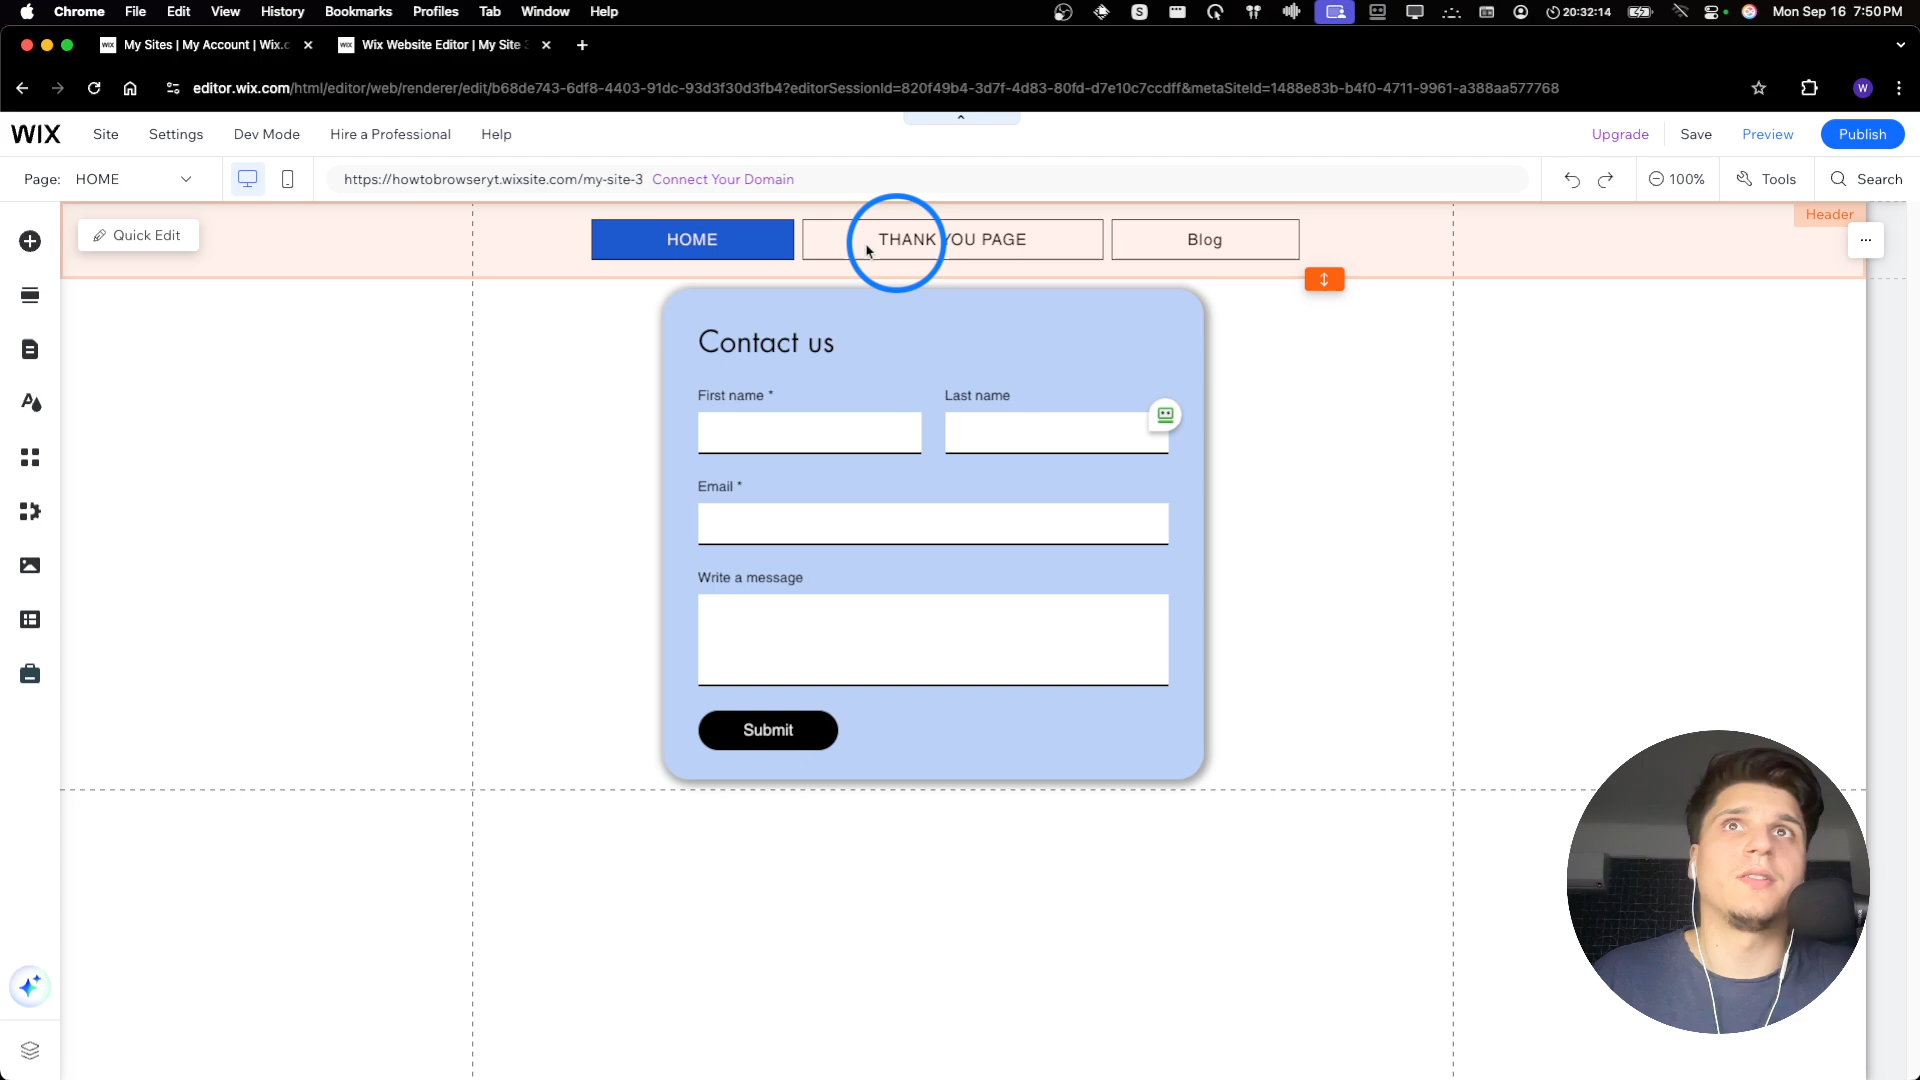 Chrome File Edit View History Bookmarks Profiles Tab Window Help 20:32:14 Mon Sep 16 7:50 PM
WIX My Sites | My Account | Wix.c WIX Wix Website Editor | My Site
editor.wix.com/html/editor/web/renderer/edit/b68de743-6df8-4403-91dc-93d3f30d3fb4?editorSessionId=820f49b4-3d7f-4d83-80fd-d7e10c7ccdff&metaSiteId=1488e83b-b4f0-4711-9961-a388aa577768 W
WIX Site Settings Dev Mode Hire a Professional Help Upgrade Save Preview Publish
Page: HOME https://howtobrowseryt.wixsite.com/my-site-3 Connect Your Domain 100% Tools Search
Header
Quick Edit HOME THANK YOU PAGE Blog
Contact us
First name * Last name
Email *
Write a message
Submit